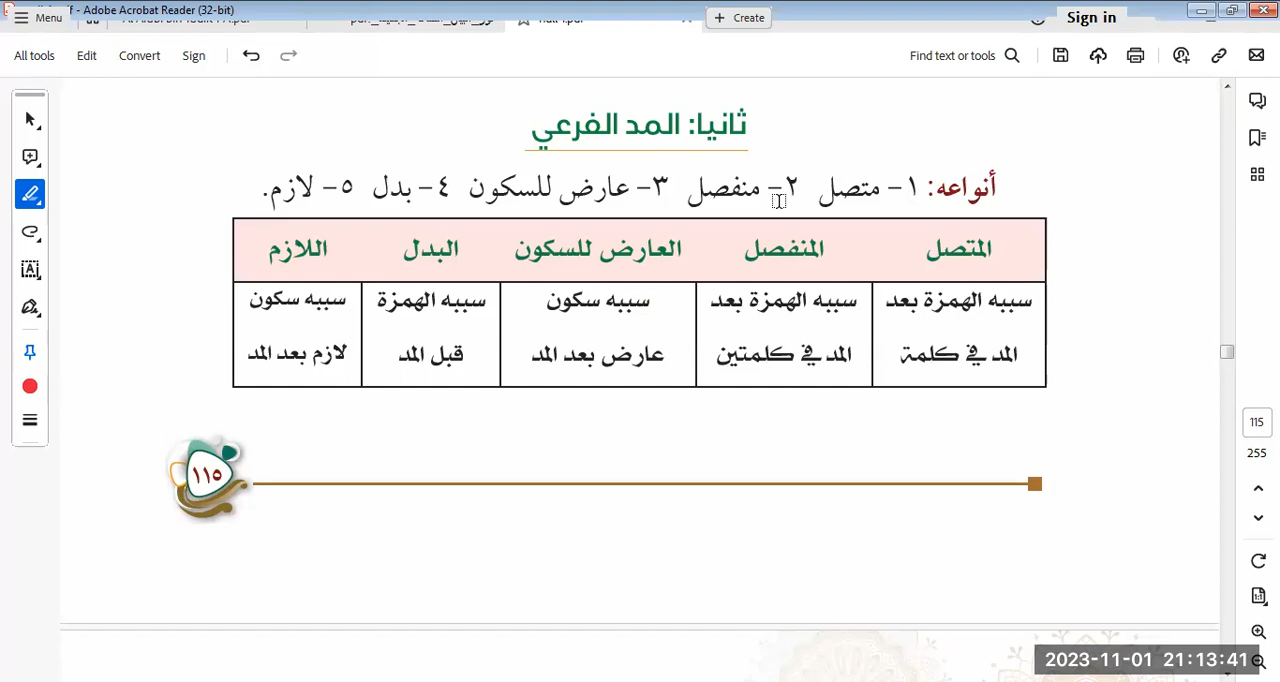 - Adobe Acrobat Reader (32-bit)
Menu
Create
Sign in
All tools
Edit
Convert
Sign
Find text or tools
ثانيا: المد الفرعي
أنواعه: ١- متصل ٢- منفصل ٣- عارض للسكون ٤- بدل ٥- لازم.
المتصل المنفصل العارض للسكون البدل اللازم
سببه الهمزة بعد سببه الهمزة بعد سببه سكون سببه الهمزة سببه سكون
المد في كلمة المد في كلمتين عارض بعد المد قبل المد لازم بعد المد
١١٥
115
255
2023-11-01 21:13:41